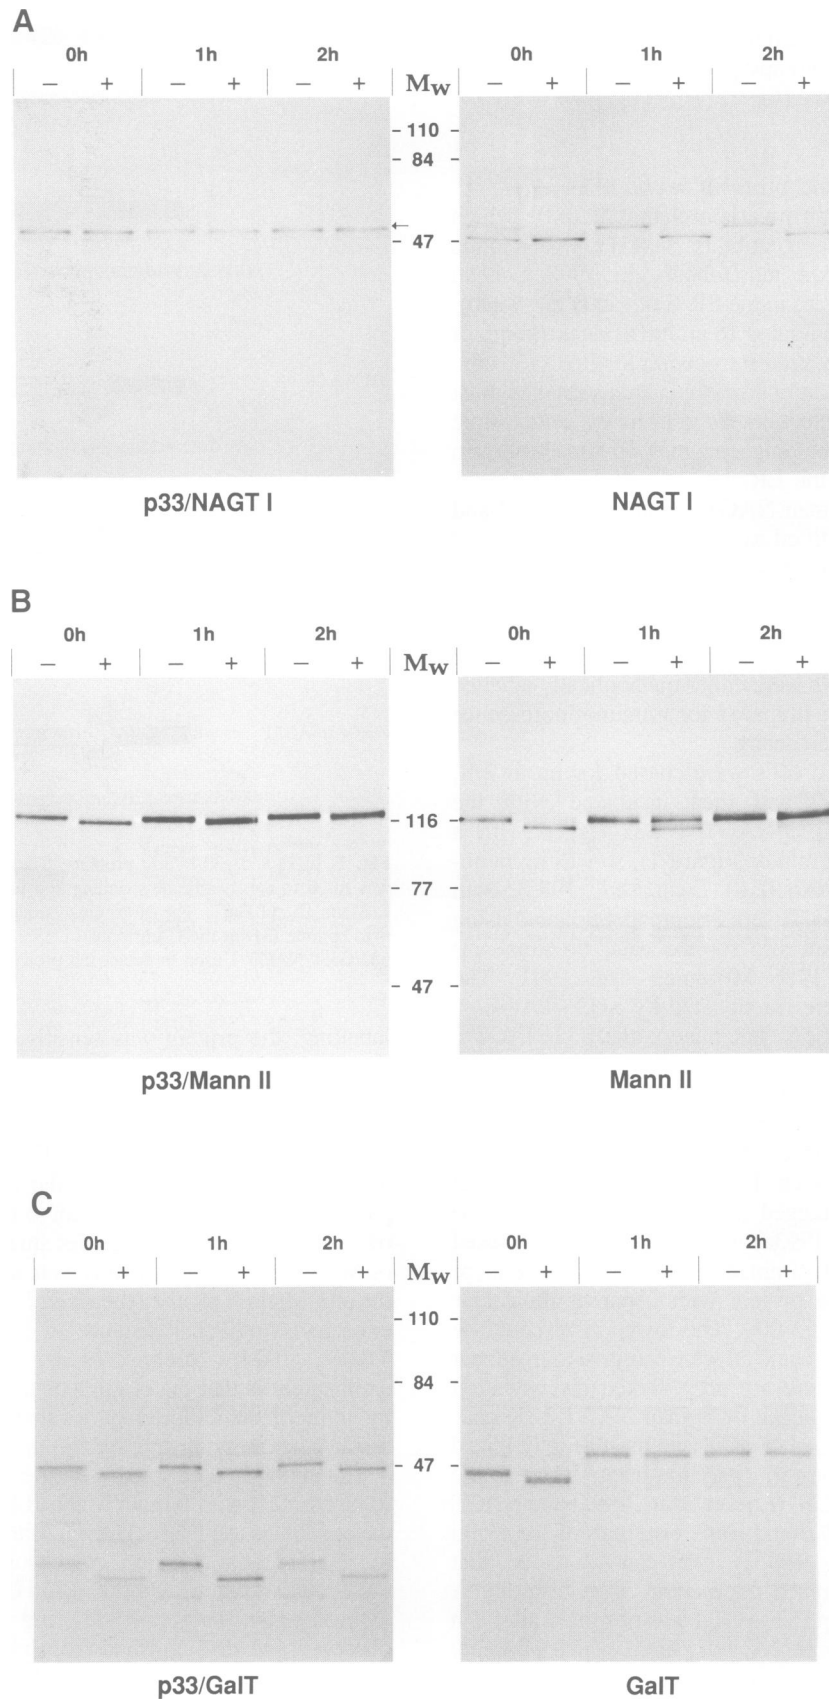 A
0h 1h 2h 0h 1h 2h
— + — + — + Mw — + — + — +
- 110 -
- 84 -
←
- 47 -
p33/NAGT I NAGT I
B
0h 1h 2h 0h 1h 2h
— + — + — + Mw — + — + — +
- 116 -
- 77 -
- 47 -
p33/Mann II Mann II
C
0h 1h 2h 0h 1h 2h
— + — + — + Mw — + — + — +
- 110 -
- 84 -
- 47 -
p33/GalT GalT